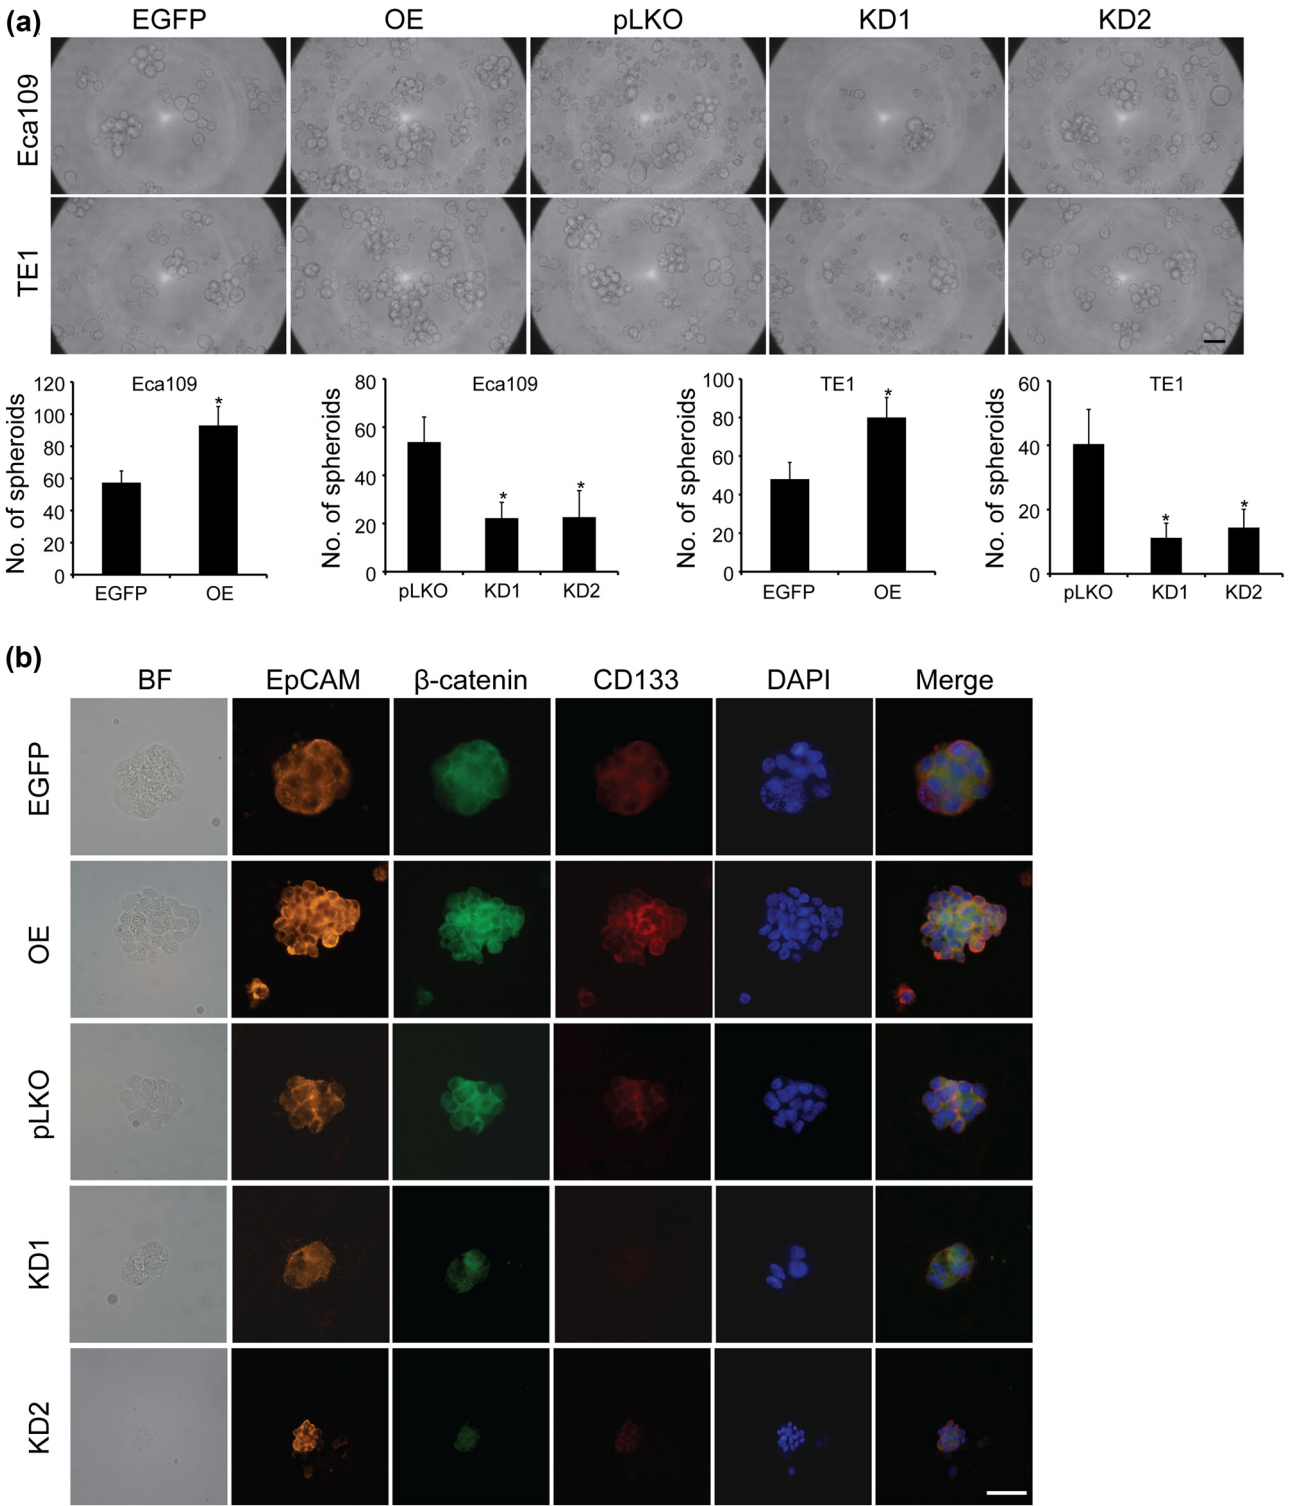 (a)
EGFP OE pLKO KD1 KD2
Eca109
TE1
Eca109
No. of spheroids
120
100
80
60
40
20
0
*
EGFP OE
Eca109
No. of spheroids
80
60
40
20
0
* *
pLKO KD1 KD2
TE1
No. of spheroids
100
80
60
40
20
0
*
EGFP OE
TE1
No. of spheroids
60
40
20
0
* *
pLKO KD1 KD2
(b)
BF EpCAM β-catenin CD133 DAPI Merge
EGFP
OE
pLKO
KD1
KD2